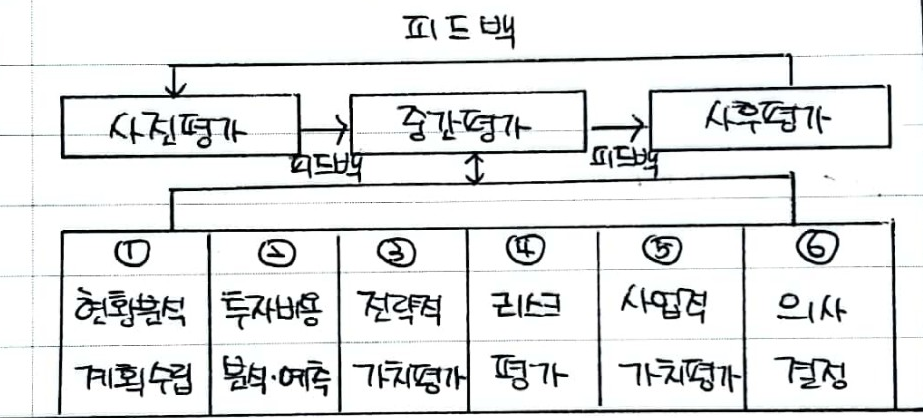 피드백
사전평가 중간평가 사후평가
피드백 피드백
① ② ③ ④ ⑤ ⑥
현황분석 투자비용 전략적 리스크 사업적 의사
계획수립 분석·예측 가치평가 평가 가치평가 결정